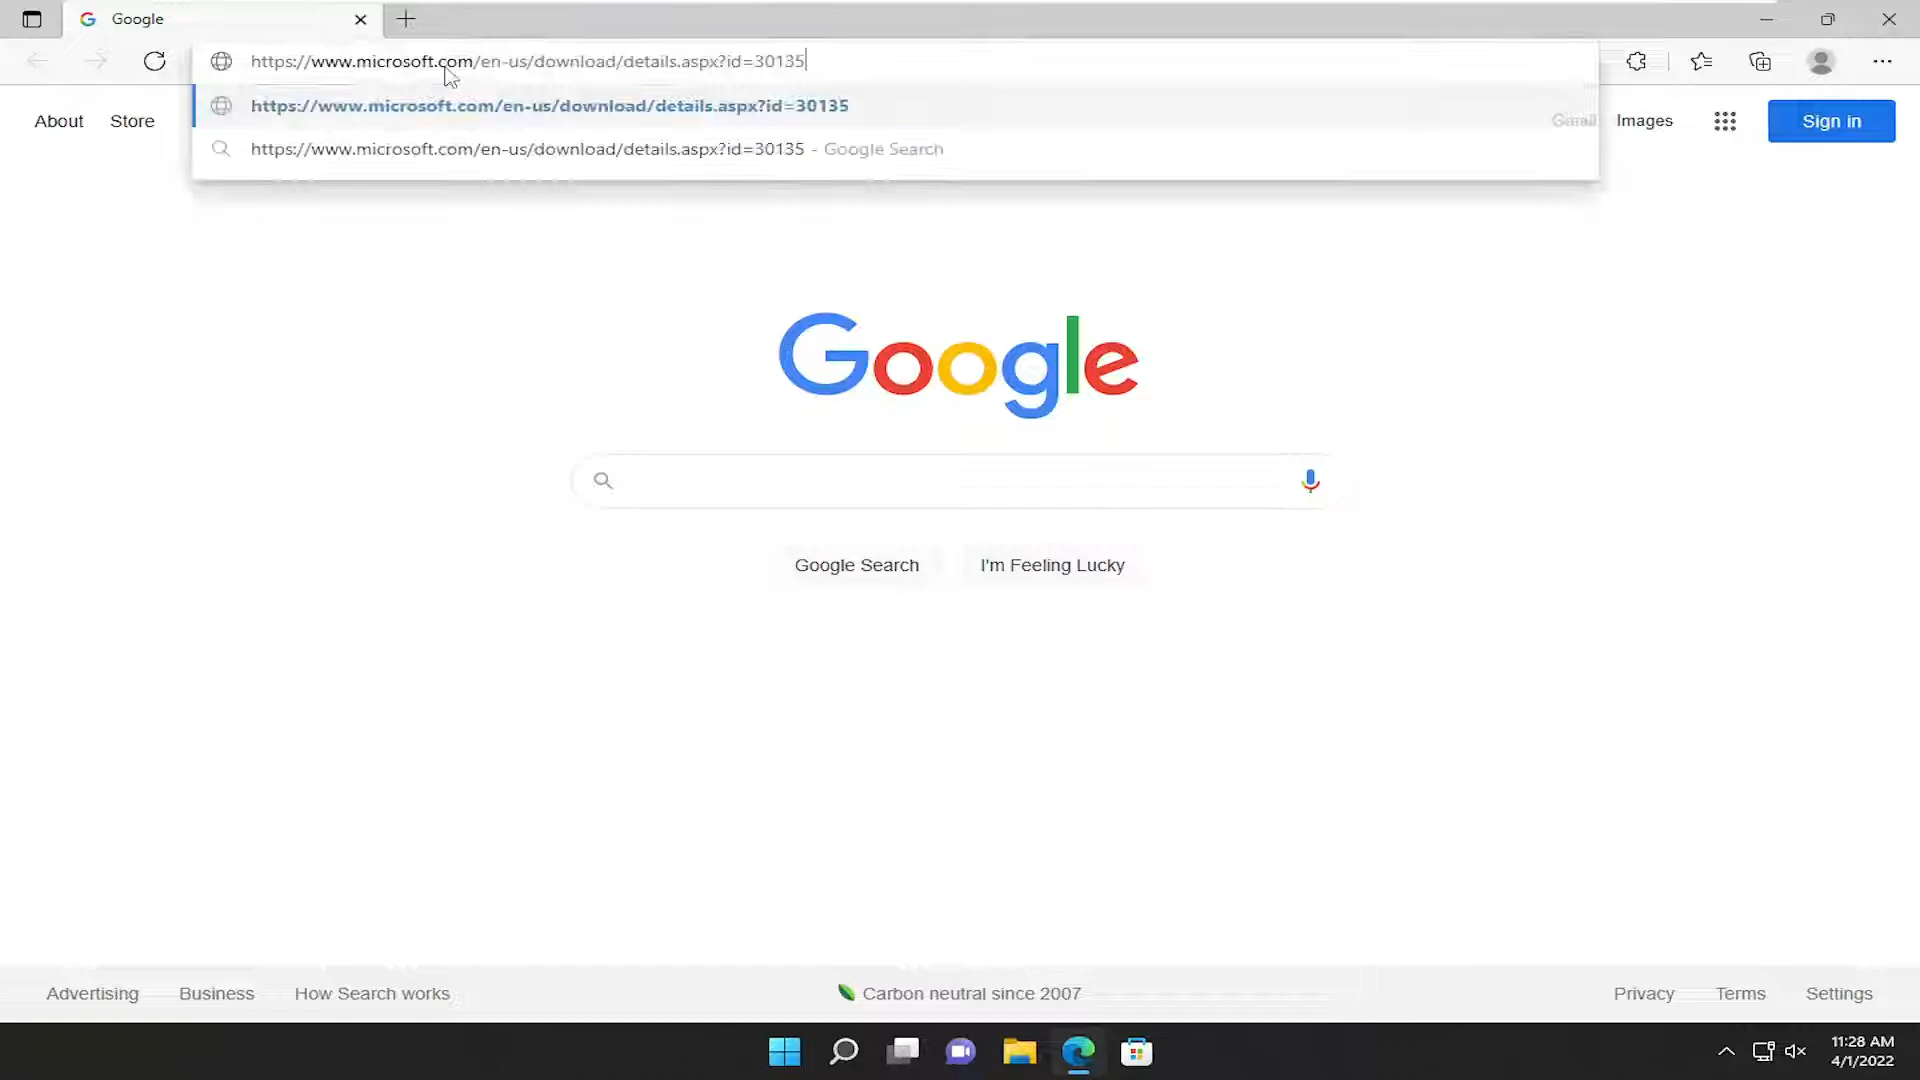 Google
https://www.microsoft.com/en-us/download/details.aspx?id=30135
https://www.microsoft.com/en-us/download/details.aspx?id=30135
https://www.microsoft.com/en-us/download/details.aspx?id=30135 - Google Search
About Store Gmail Images Sign in
Google
Google Search I'm Feeling Lucky
Advertising Business How Search works Carbon neutral since 2007 Privacy Terms Settings
11:28 AM
4/1/2022